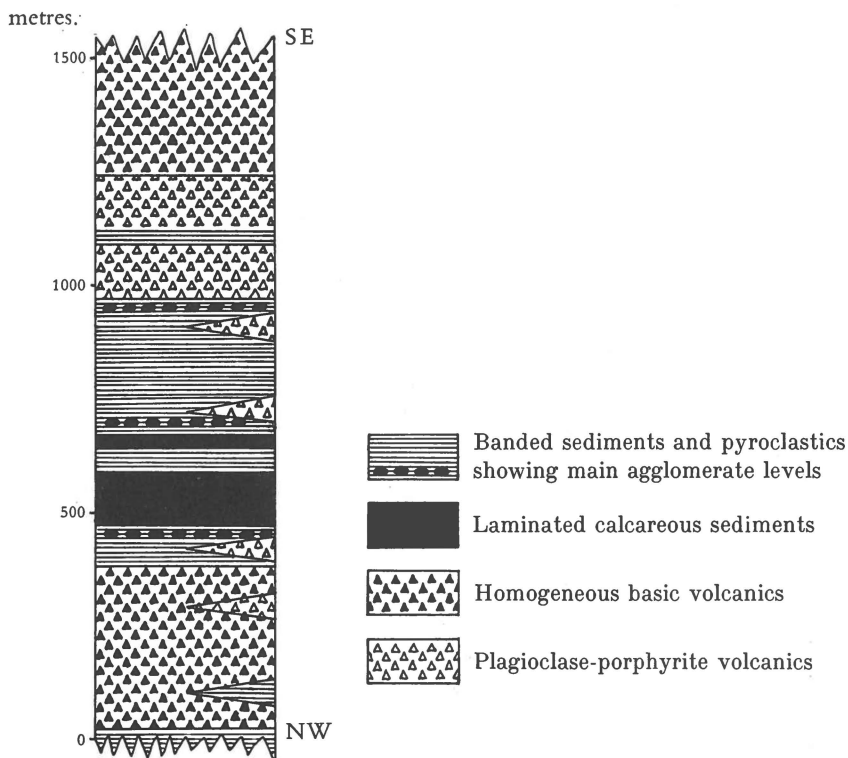 metres.
SE
1500
1000
500
0
NW
Banded sediments and pyroclastics
showing main agglomerate levels
Laminated calcareous sediments
Homogeneous basic volcanics
Plagioclase-porphyrite volcanics